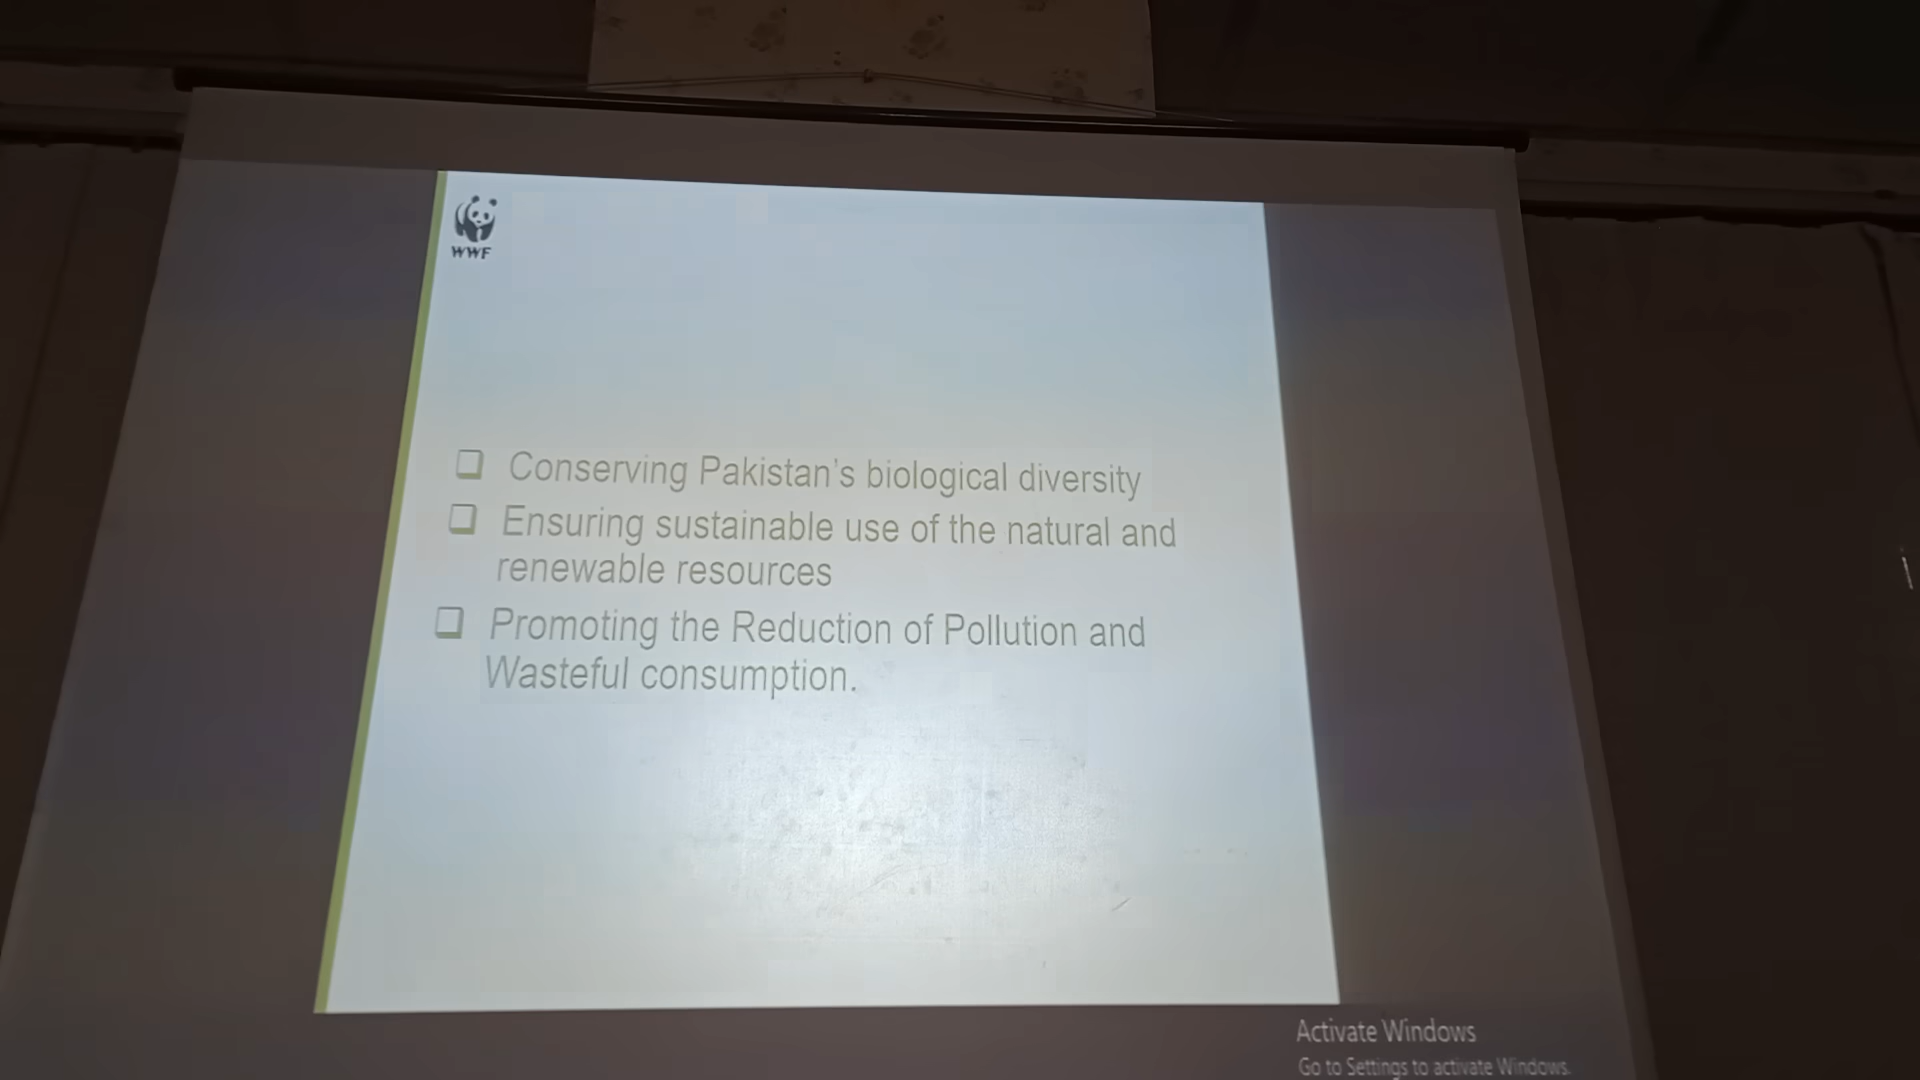 WWF
Conserving Pakistan's biological diversity
Ensuring sustainable use of the natural and
renewable resources
Promoting the Reduction of Pollution and
Wasteful consumption.
Activate Windows
Go to Settings to activate Windows.